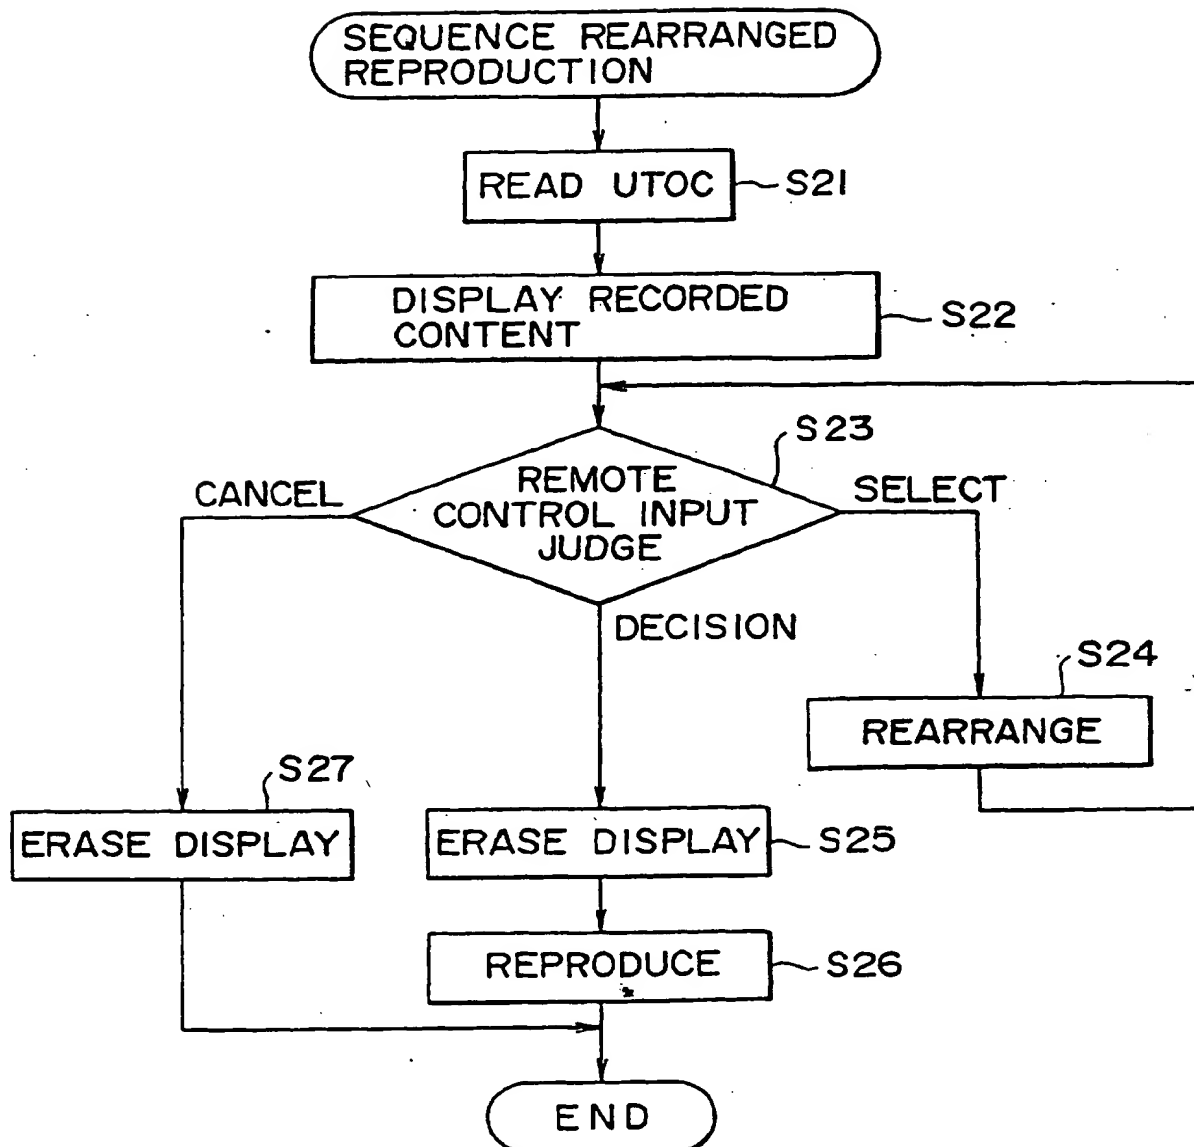 SEQUENCE REARRANGED
REPRODUCTION
READ UTOC
S21
DISPLAY RECORDED
CONTENT
S22
S23
REMOTE
CONTROL INPUT
JUDGE
CANCEL
SELECT
DECISION
S24
REARRANGE
S27
ERASE DISPLAY
ERASE DISPLAY
S25
REPRODUCE
S26
END